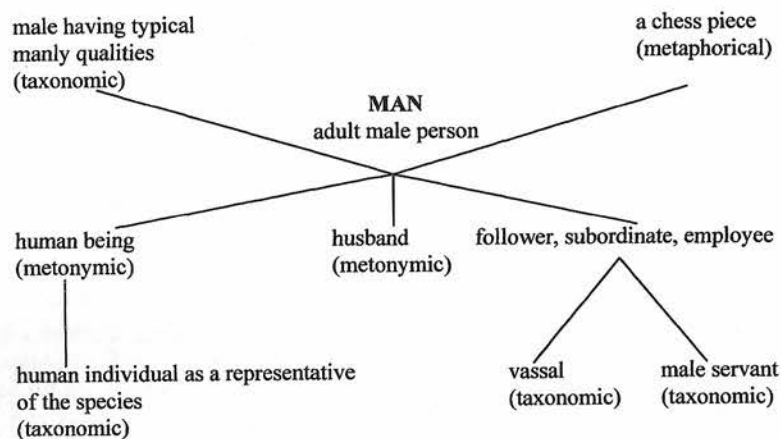 male having typical
manly qualities
(taxonomic)
a chess piece
(metaphorical)
MAN
adult male person
human being
(metonymic)
husband
(metonymic)
follower, subordinate, employee
human individual as a representative
of the species
(taxonomic)
vassal
(taxonomic)
male servant
(taxonomic)